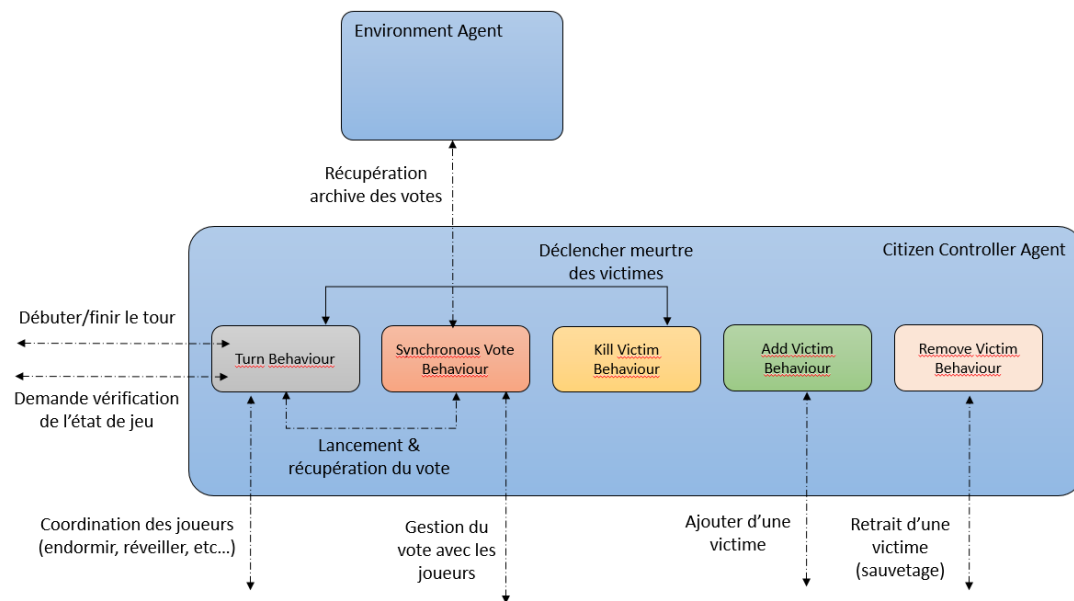 Environment Agent
Récupération
archive des votes
Déclencher meurtre
des victimes
Citizen Controller Agent
Débuter/finir le tour
Turn Behaviour
Synchronous Vote
Behaviour
Kill Victim
Behaviour
Add Victim
Behaviour
Remove Victim
Behaviour
Demande vérification
de l’état de jeu
Lancement &
récupération du vote
Coordination des joueurs
(endormir, réveiller, etc…)
Gestion du
vote avec les
joueurs
Ajouter d’une
victime
Retrait d’une
victime
(sauvetage)